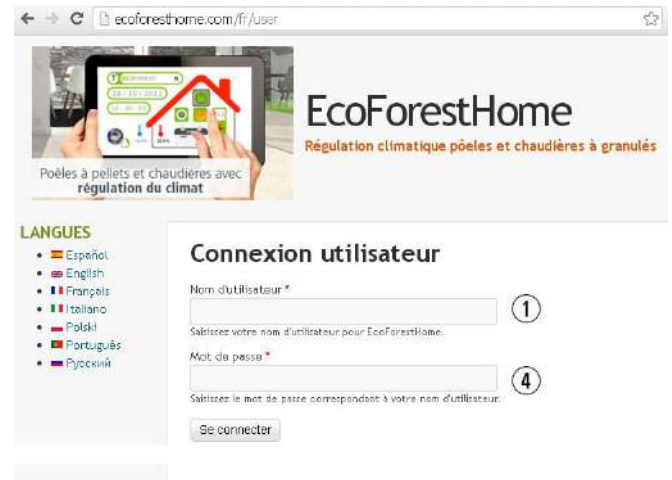 ecoforesthome.com/fr/user
EcoForestHome
Régulation climatique pôeles et chaudières à granulés
Poêles à pellets et chaudières avec
régulation du climat
LANGUES
Español
English
Français
Italiano
Polski
Português
Русский
Connexion utilisateur
Nom d'utilisateur *
1
Saisissez votre nom d'utilisateur pour EcoForestHome.
Mot de passe *
4
Saisissez le mot de passe correspondant à votre nom d'utilisateur.
Se connecter